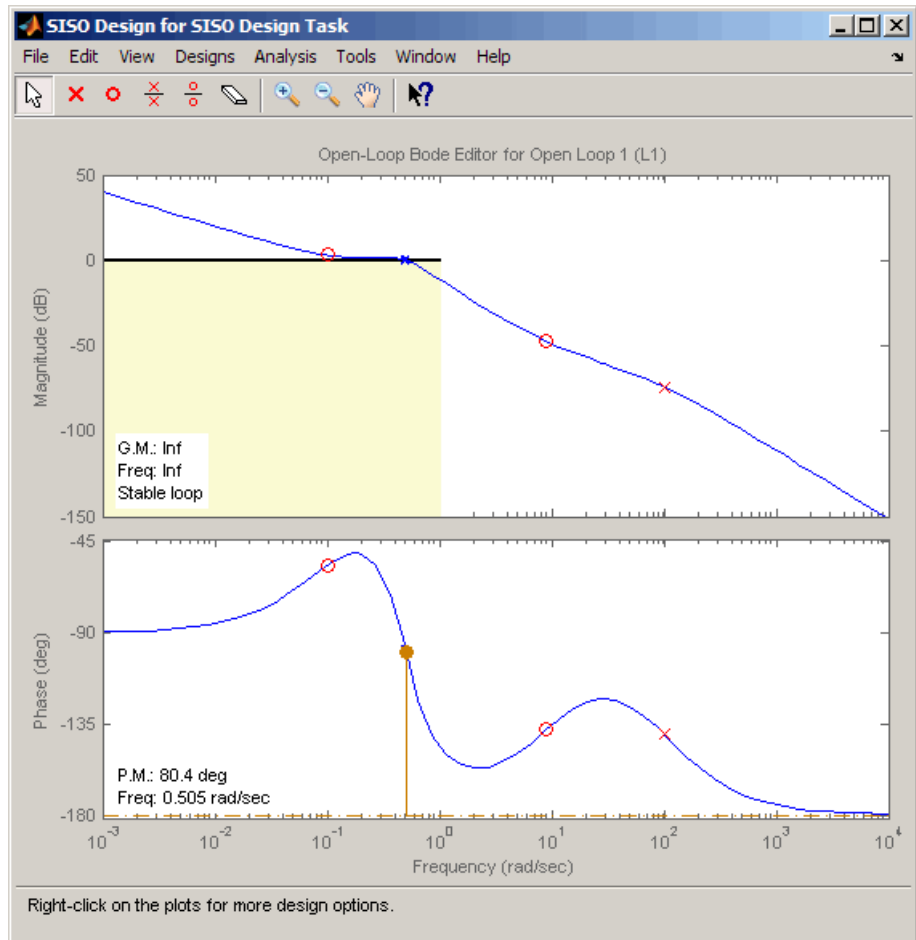 SISO Design for SISO Design Task
File Edit View Designs Analysis Tools Window Help
Open-Loop Bode Editor for Open Loop 1 (L1)
50
0
-50
-100
-150
Magnitude (dB)
G.M.: Inf
Freq: Inf
Stable loop
-45
-90
-135
-180
Phase (deg)
P.M.: 80.4 deg
Freq: 0.505 rad/sec
10^-3 10^-2 10^-1 10^0 10^1 10^2 10^3 10^4
Frequency (rad/sec)
Right-click on the plots for more design options.